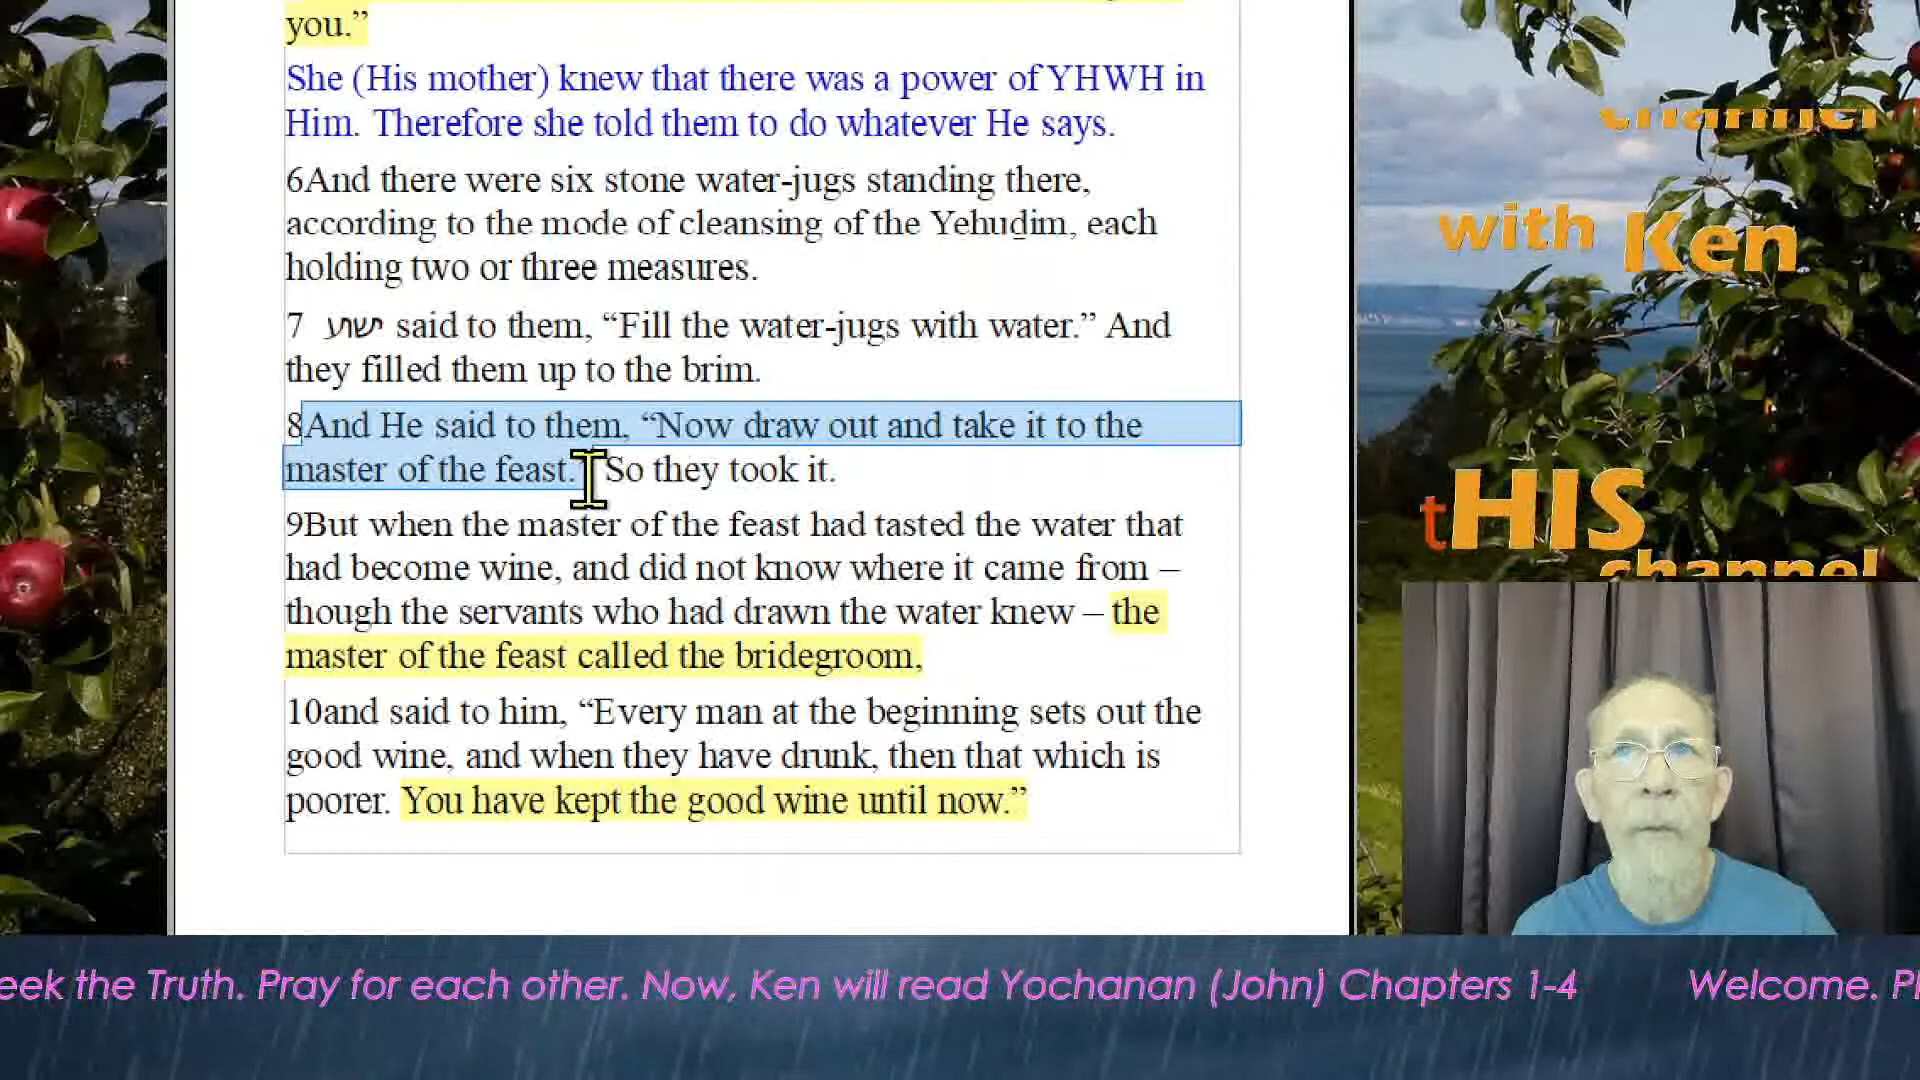 you.”
She (His mother) knew that there was a power of YHWH in
Him. Therefore she told them to do whatever He says.
6And there were six stone water-jugs standing there,
according to the mode of cleansing of the Yehuḏim, each
holding two or three measures.
7 יהושע said to them, “Fill the water-jugs with water.” And
they filled them up to the brim.
8And He said to them, “Now draw out and take it to the
master of the feast.” So they took it.
9But when the master of the feast had tasted the water that
had become wine, and did not know where it came from –
though the servants who had drawn the water knew – the
master of the feast called the bridegroom,
10and said to him, “Every man at the beginning sets out the
good wine, and when they have drunk, then that which is
poorer. You have kept the good wine until now.”
channel
with Ken
tHIS
channel
eek the Truth. Pray for each other. Now, Ken will read Yochanan (John) Chapters 1-4 Welcome. Pl